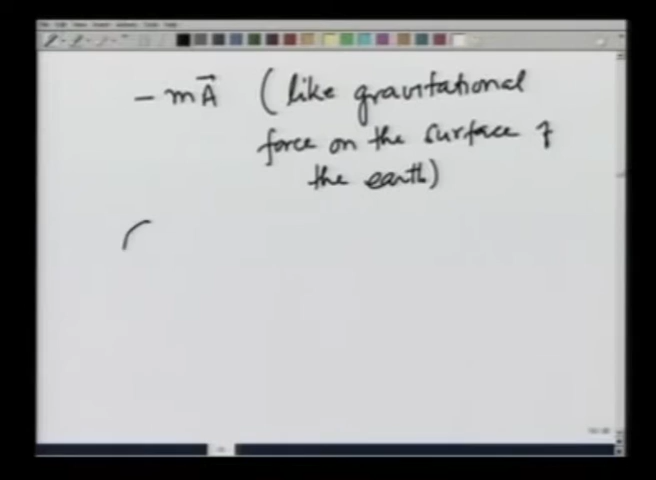 - mA⃗ (like gravitational
force on the surface of
the earth)